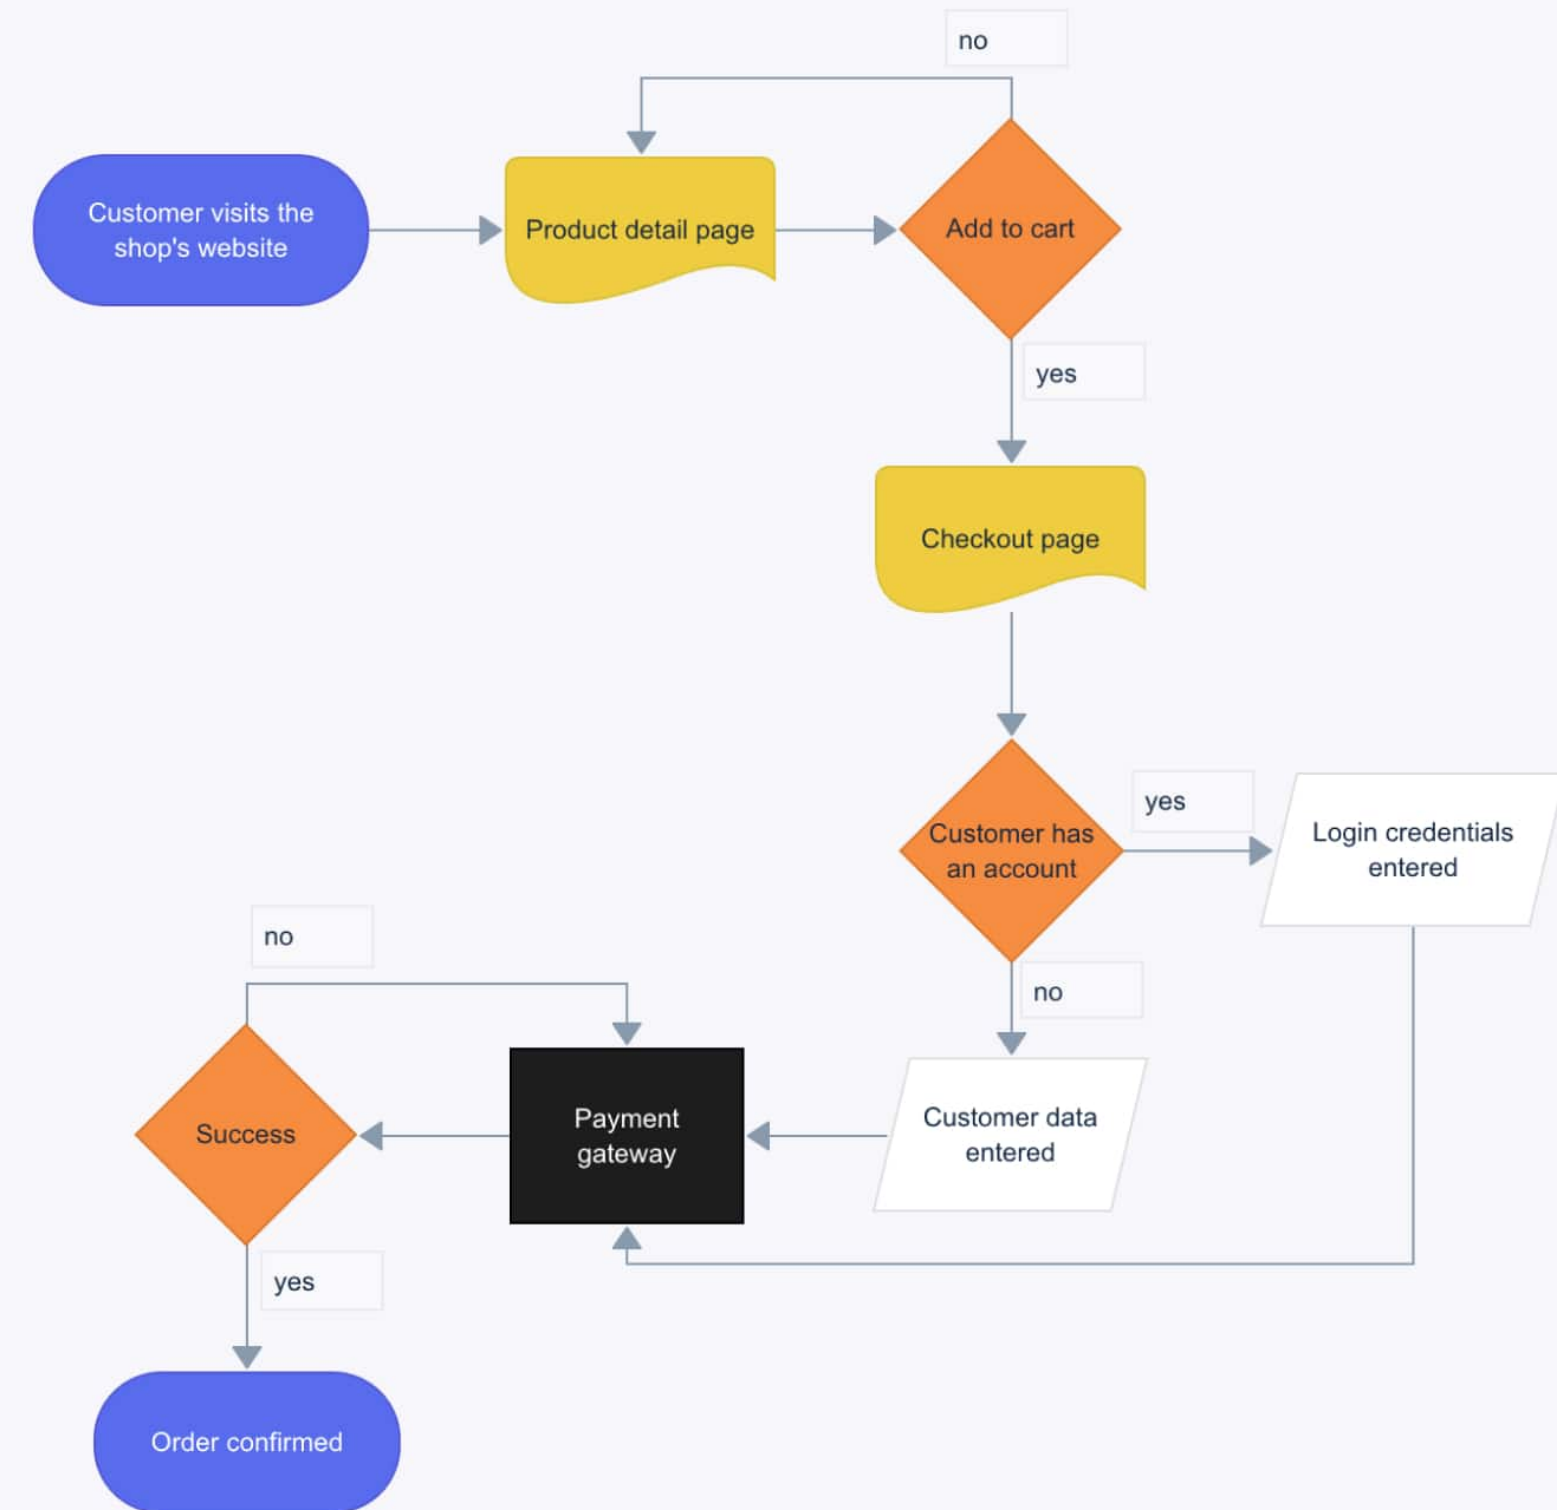 no
Customer visits the
shop's website
Product detail page
Add to cart
yes
Checkout page
Customer has
an account
yes
Login credentials
entered
no
no
Success
Payment
gateway
Customer data
entered
yes
Order confirmed